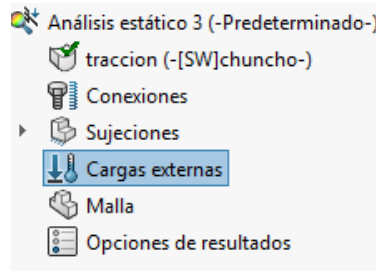 Análisis estático 3 (-Predeterminado-)
traccion (-[SW]chuncho-)
Conexiones
Sujeciones
Cargas externas
Malla
Opciones de resultados